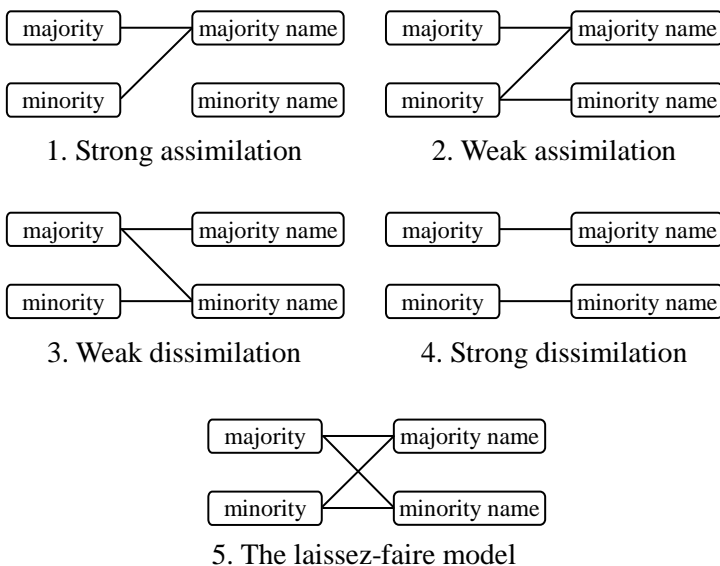 majority majority name majority majority name
minority minority name minority minority name
1. Strong assimilation 2. Weak assimilation
majority majority name majority majority name
minority minority name minority minority name
3. Weak dissimilation 4. Strong dissimilation
majority majority name
minority minority name
5. The laissez-faire model